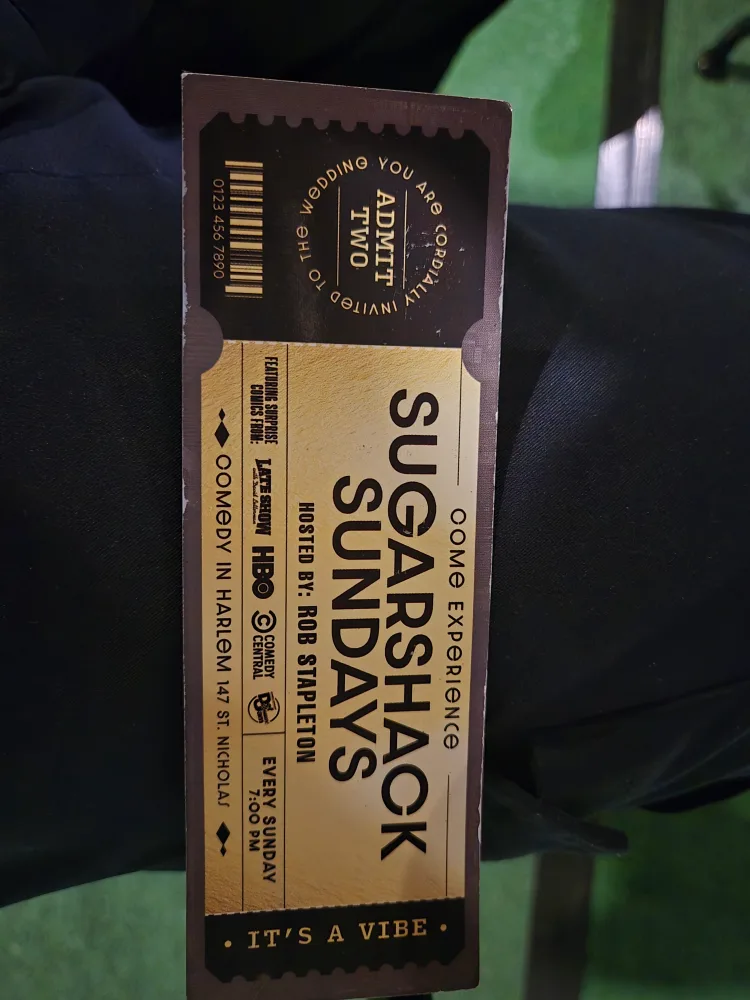 COME EXPERIENCE
SUGARSHACK
SUNDAYS
HOSTED BY: ROB STAPLETON
FEATURING SURPRISE
COMICS FROM:
LATE SHOW
HBO
COMEDY
CENTRAL
EVERY SUNDAY
7:00 PM
COMEDY IN HARLEM 147 ST. NICHOLAS
WEDDING YOU ARE CORDIALLY INVITED TO THE
ADMIT
TWO
0123 456 7890
• IT'S A VIBE •